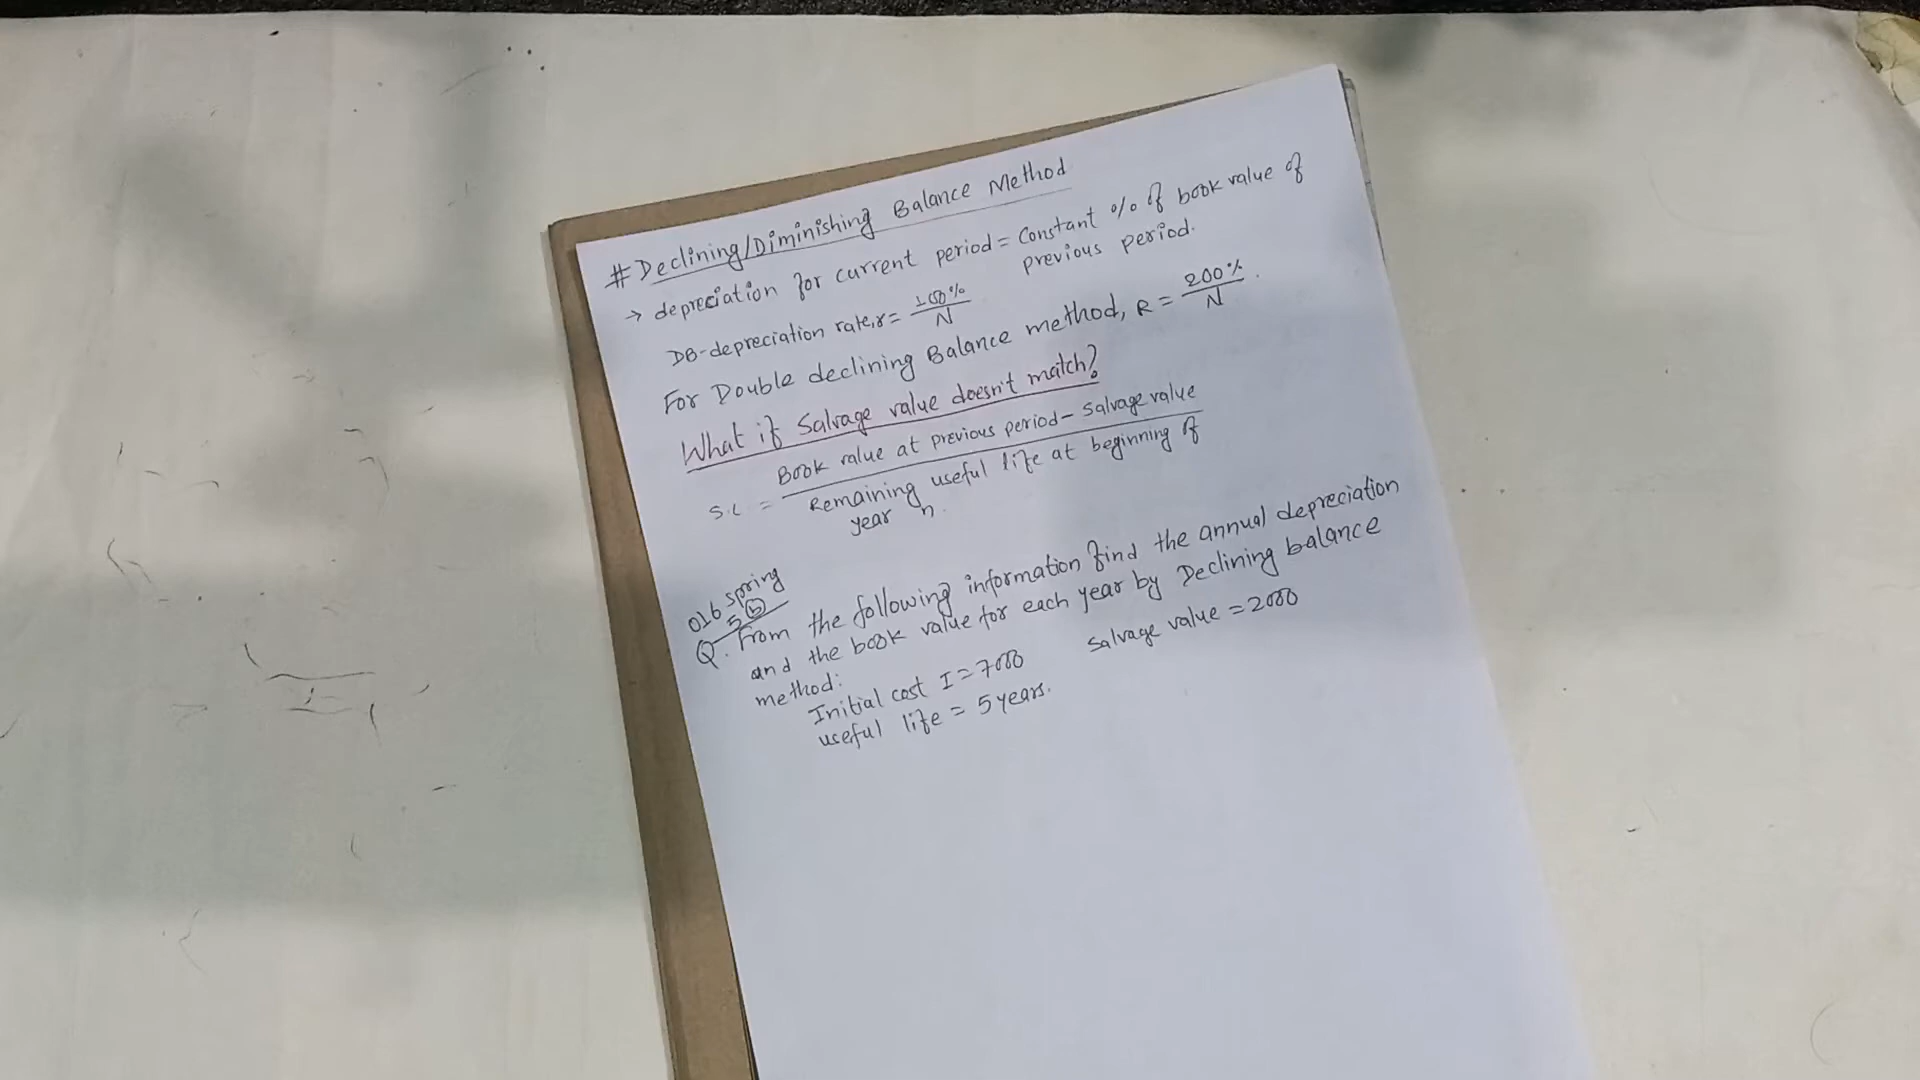 # Declining/Diminishing Balance Method
→ depreciation for current period = Constant % of book value of
previous period.
DB-depreciation rate, r = 100% / N
For Double declining Balance method, R = 200% / N.
What if Salvage value doesn't match?
S.L = Book value at previous period - Salvage value / Remaining useful life at beginning of
year n.
016 spring
5 (b)
Q. From the following information find the annual depreciation
and the book value for each year by Declining balance
method:
Initial cost I = 7000 Salvage value = 2000
useful life = 5 years.